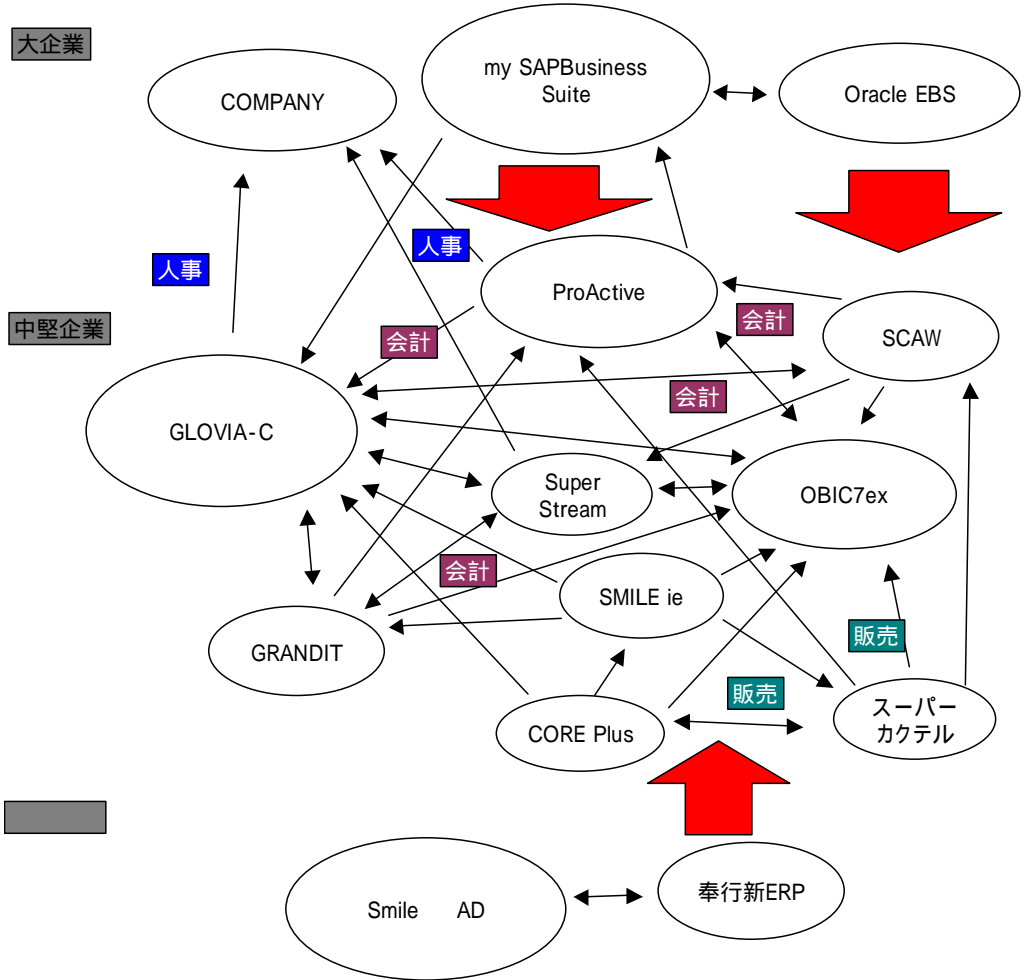 大企業
my SAPBusiness
Suite
COMPANY
Oracle EBS
人事
人事
ProActive
中堅企業
会計
会計
SCAW
会計
GLOVIA-C
Super
Stream
OBIC7ex
会計
SMILE ie
GRANDIT
販売
販売
CORE Plus
スーパー
カクテル
奉行新ERP
Smile AD